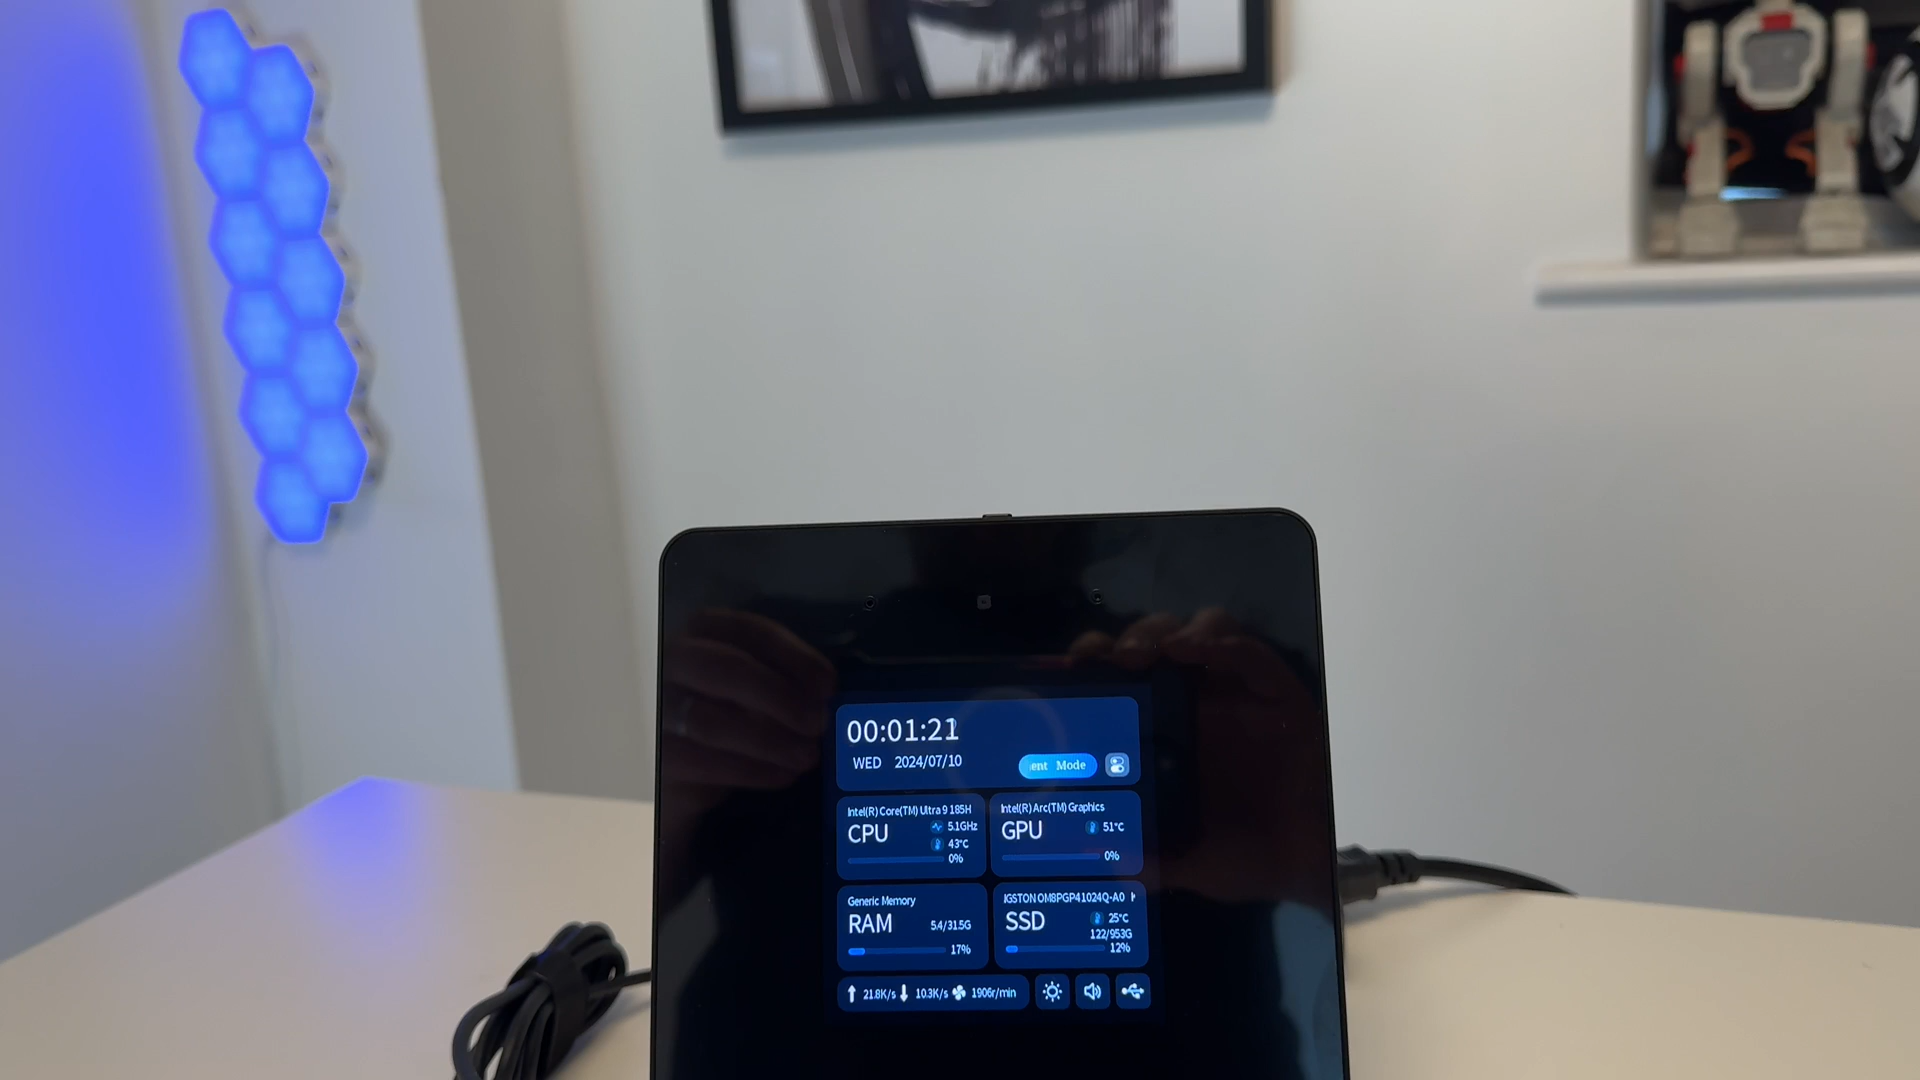 00:01:21
WED 2024/07/10
ent Mode
Intel(R) Core(TM) Ultra 9 185H
CPU
5.1GHz
43°C
0%
Intel(R) Arc(TM) Graphics
GPU
51°C
0%
Generic Memory
RAM
5.4/31.5G
17%
GSTON OM8PGP41024Q-A0
SSD
25°C
122/953G
12%
21.8K/s 10.3K/s 1906r/min